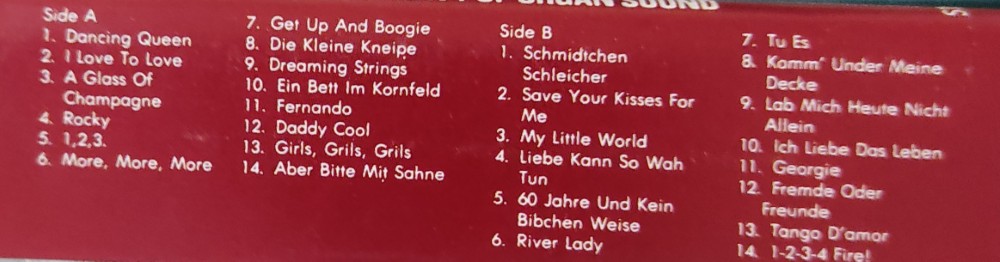 ORGAN SOUND
Side A
1. Dancing Queen
2. I Love To Love
3. A Glass Of
Champagne
4. Rocky
5. 1,2,3.
6. More, More, More
7. Get Up And Boogie
8. Die Kleine Kneipe
9. Dreaming Strings
10. Ein Bett Im Kornfeld
11. Fernando
12. Daddy Cool
13. Girls, Grils, Grils
14. Aber Bitte Mit Sahne
Side B
1. Schmidtchen
Schleicher
2. Save Your Kisses For
Me
3. My Little World
4. Liebe Kann So Wah
Tun
5. 60 Jahre Und Kein
Bibchen Weise
6. River Lady
7. Tu Es
8. Komm' Under Meine
Decke
9. Lab Mich Heute Nicht
Allein
10. Ich Liebe Das Leben
11. Georgie
12. Fremde Oder
Freunde
13. Tango D'amor
14. 1-2-3-4 Fire!